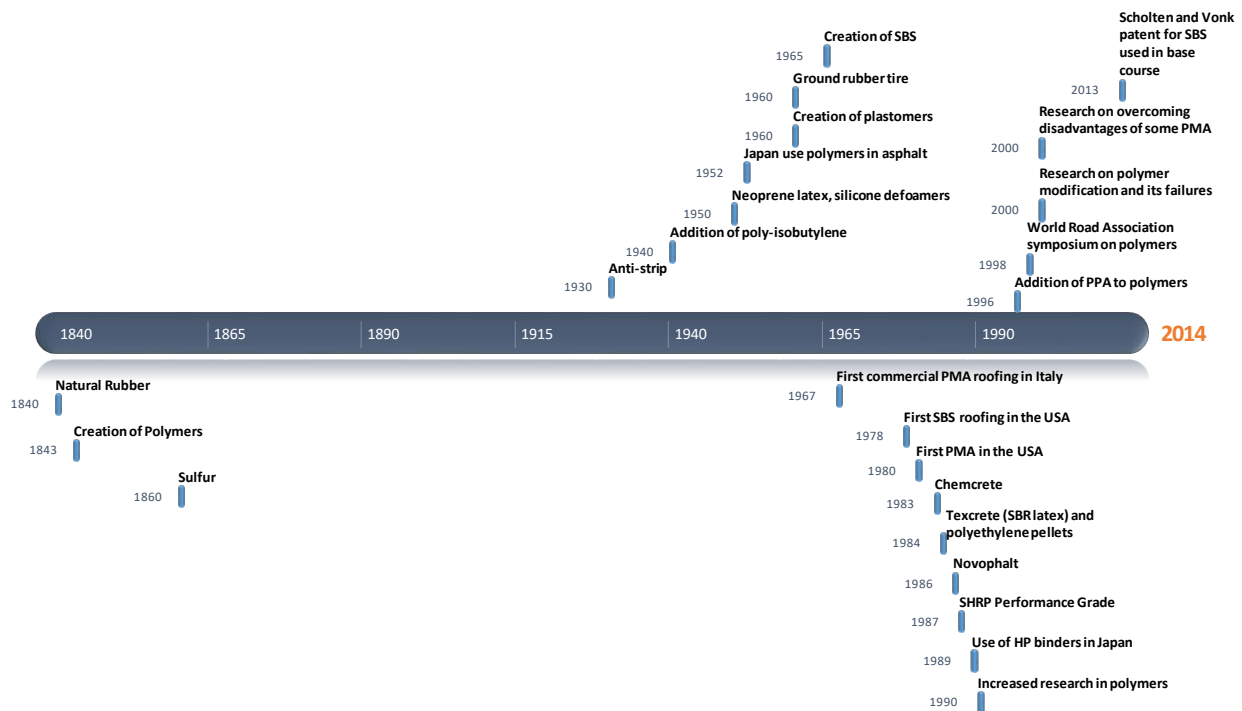 Scholten and Vonk
patent for SBS
used in base
course
2013
Creation of SBS
1965
Ground rubber tire
1960
Research on overcoming
disadvantages of some PMA
2000
Creation of plastomers
1960
Japan use polymers in asphalt
1952
Research on polymer
modification and its failures
2000
Neoprene latex, silicone defoamers
1950
World Road Association
symposium on polymers
1998
Addition of poly-isobutylene
1940
Anti-strip
1930
Addition of PPA to polymers
1996
1840 1865 1890 1915 1940 1965 1990 2014
Natural Rubber
1840
Creation of Polymers
1843
Sulfur
1860
First commercial PMA roofing in Italy
1967
First SBS roofing in the USA
1978
First PMA in the USA
1980
Chemcrete
1983
Texcrete (SBR latex) and
polyethylene pellets
1984
Novophalt
1986
SHRP Performance Grade
1987
Use of HP binders in Japan
1989
Increased research in polymers
1990